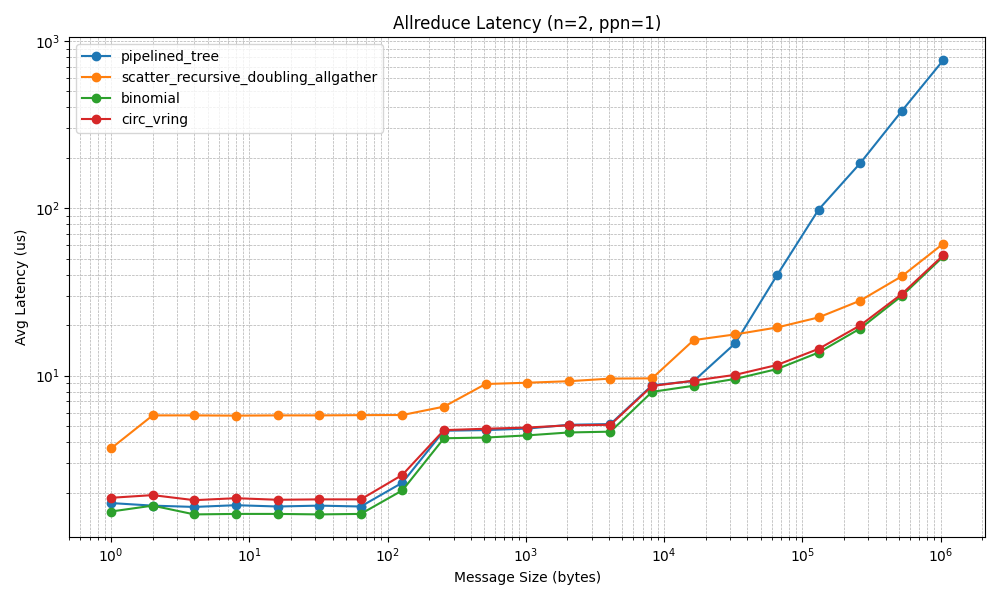 Allreduce Latency (n=2, ppn=1)
pipelined_tree
scatter_recursive_doubling_allgather
binomial
circ_vring
Avg Latency (us)
10³
10²
10¹
10⁰
10¹
10²
10³
10⁴
10⁵
10⁶
Message Size (bytes)